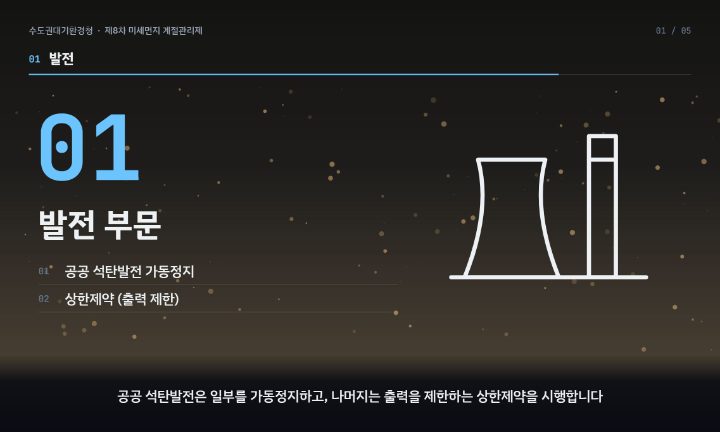 수도권대기환경청 · 제8차 미세먼지 계절관리제
01 / 05
01 발전
01
발전 부문
01 공공 석탄발전 가동정지
02 상한제약 (출력 제한)
공공 석탄발전은 일부를 가동정지하고, 나머지는 출력을 제한하는 상한제약을 시행합니다